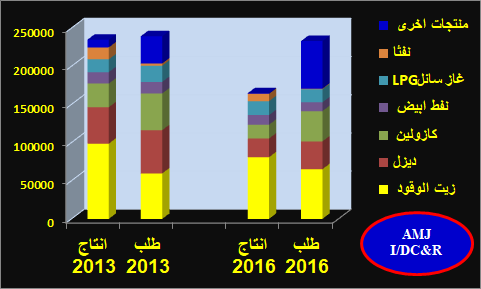 250000
200000
150000
100000
50000
0
انتاج
2013
طلب
2013
انتاج
2016
طلب
2016
منتجات اخرى
نفثا
غاز سائلLPG
نفط ابيض
كازولين
ديزل
زيت الوقود
AMJ
I/DC&R